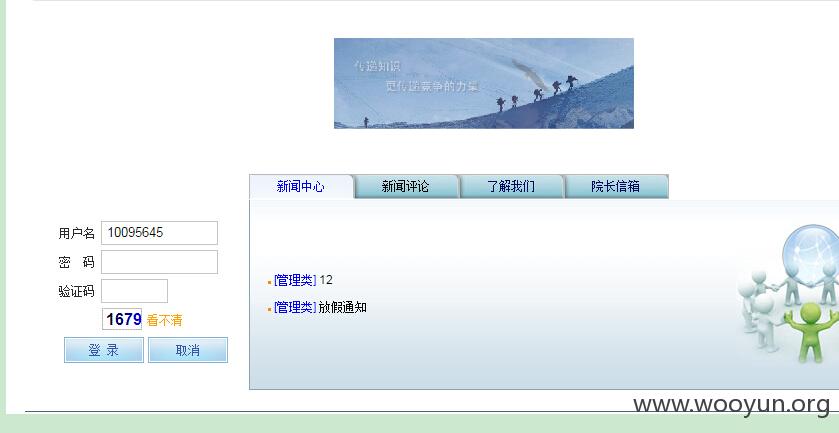 传递知识
更传递竞争的力量
新闻中心 新闻评论 了解我们 院长信箱
用户名 10095645
密 码
验证码
1679 看不清
登 录 取消
[管理类] 12
[管理类] 放假通知
www.wooyun.org